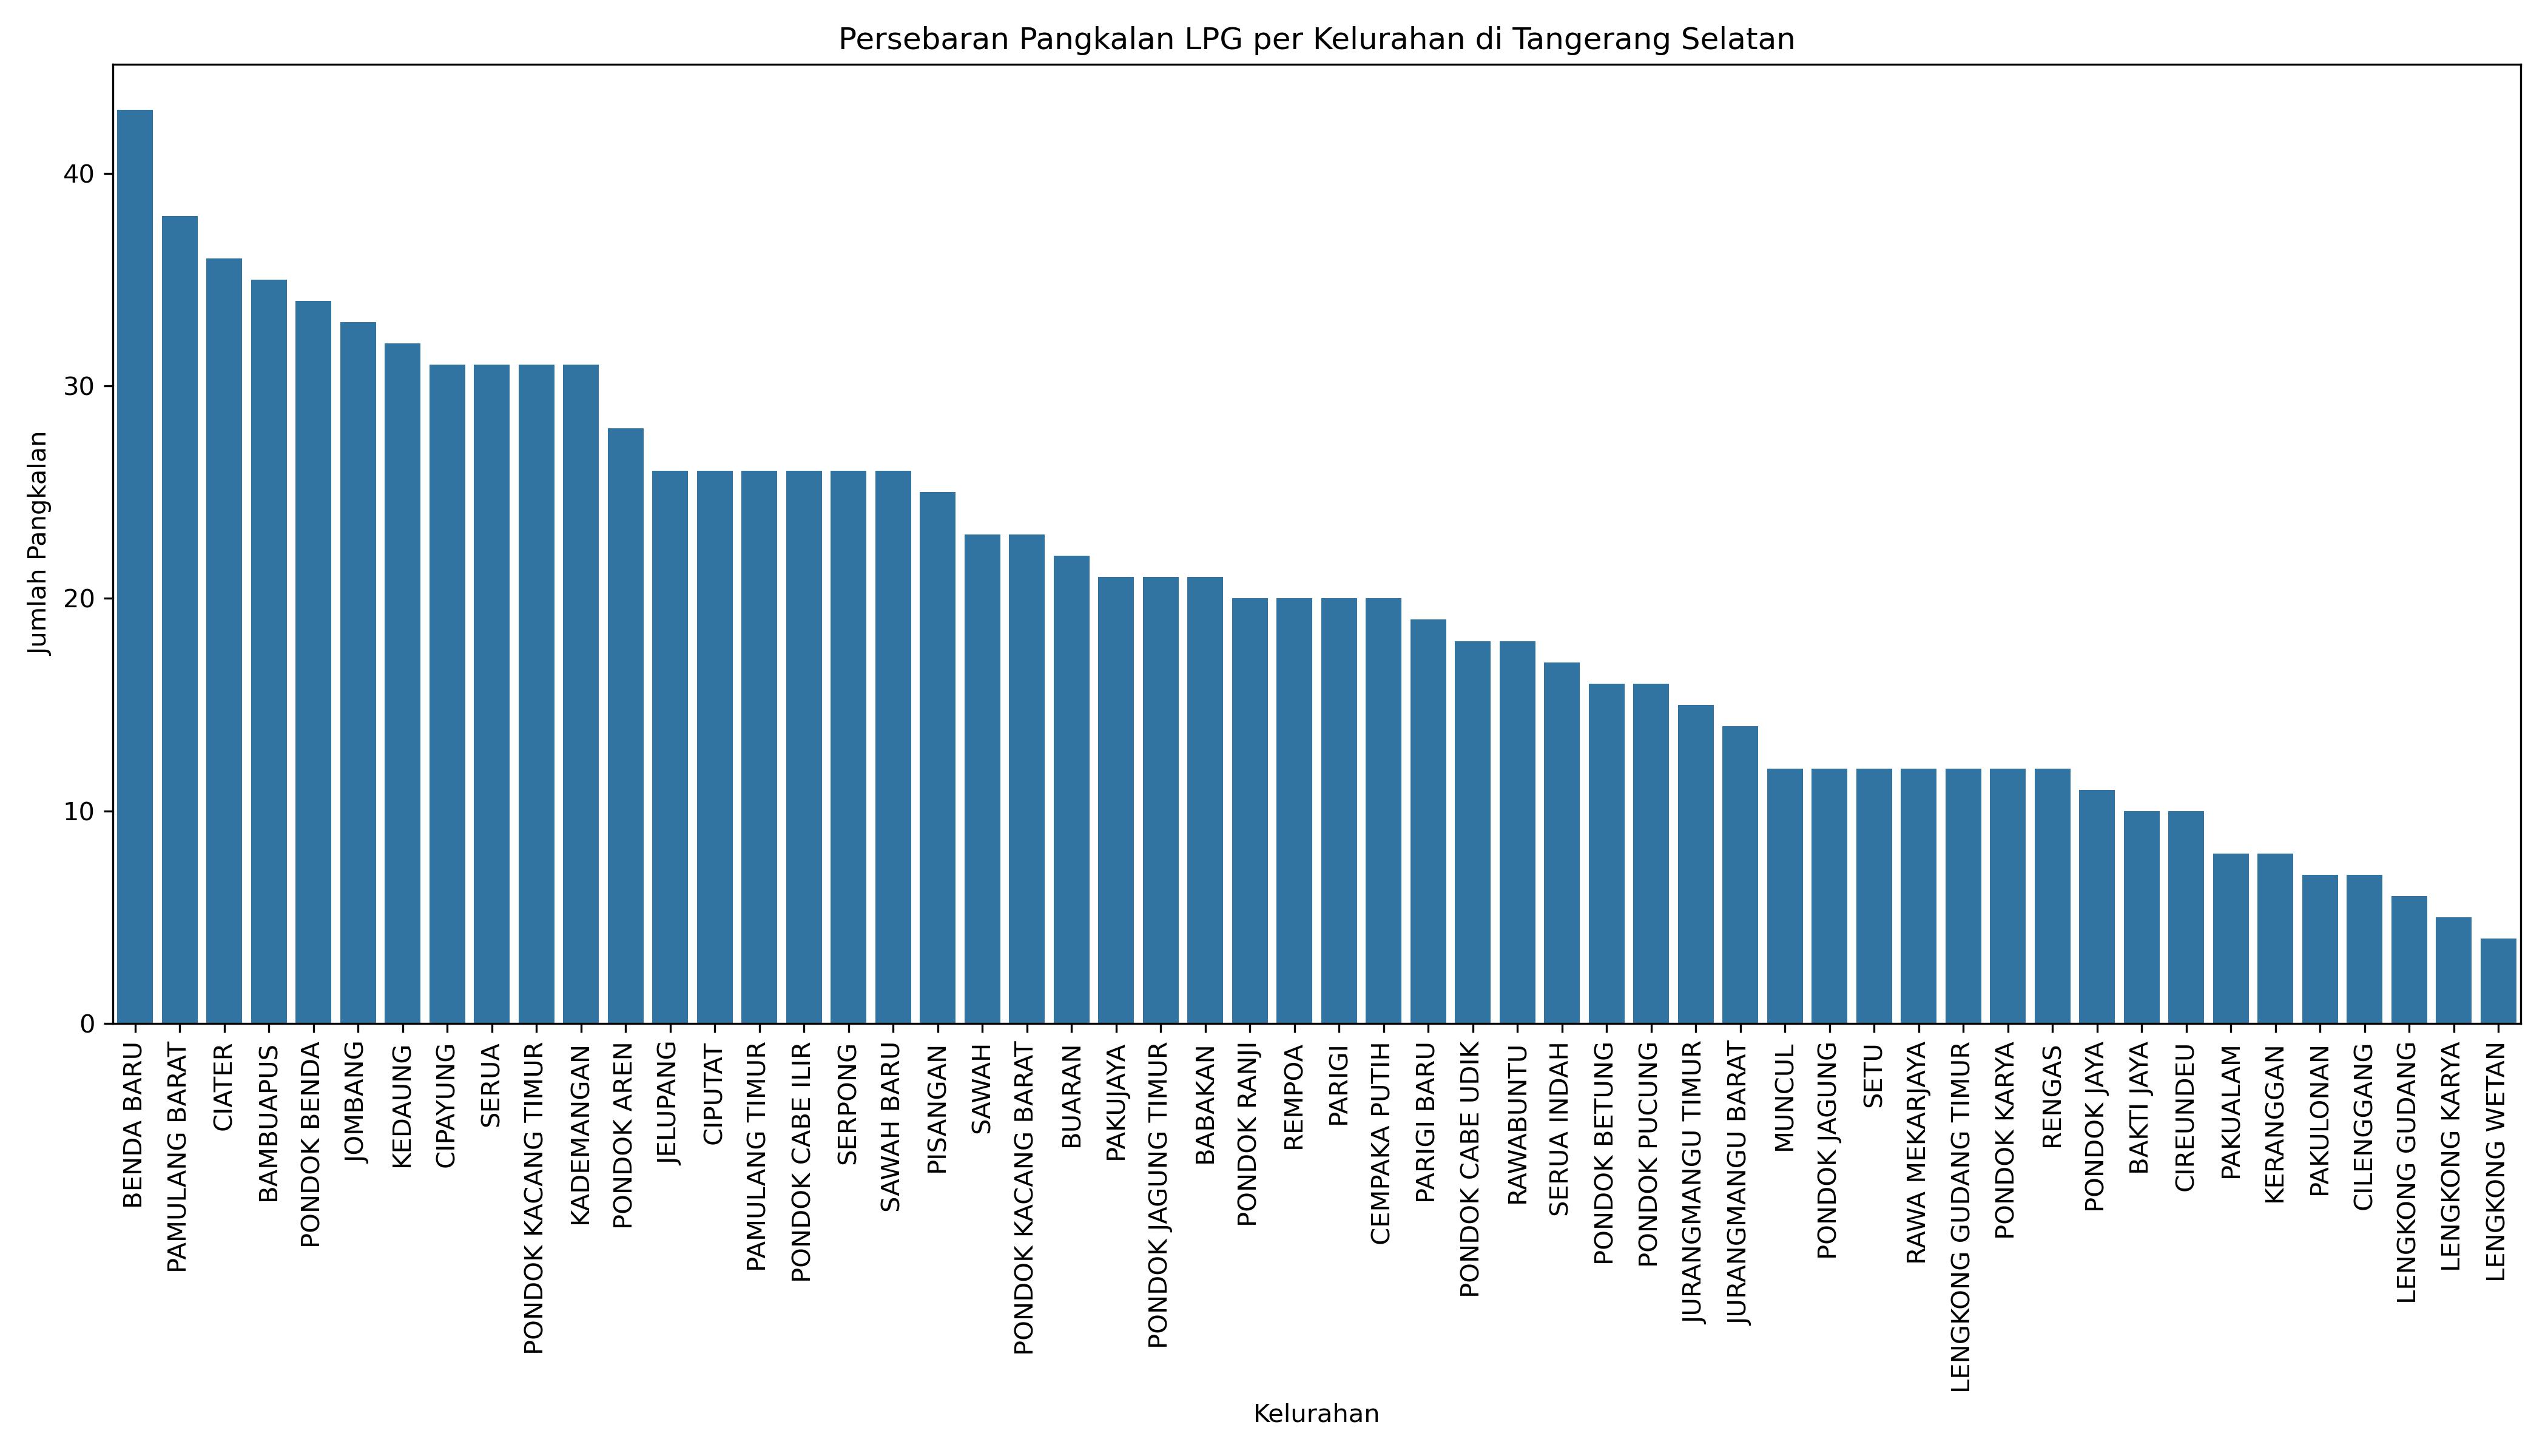 Persebaran Pangkalan LPG per Kelurahan di Tangerang Selatan
Jumlah Pangkalan
40
30
20
10
0
BENDA BARU
PAMULANG BARAT
CIATER
BAMBUAPUS
PONDOK BENDA
JOMBANG
KEDAUNG
CIPAYUNG
SERUA
PONDOK KACANG TIMUR
KADEMANGAN
PONDOK AREN
JELUPANG
CIPUTAT
PAMULANG TIMUR
PONDOK CABE ILIR
SERPONG
SAWAH BARU
PISANGAN
SAWAH
PONDOK KACANG BARAT
BUARAN
PAKUJAYA
PONDOK JAGUNG TIMUR
BABAKAN
PONDOK RANJI
REMPOA
PARIGI
CEMPAKA PUTIH
PARIGI BARU
PONDOK CABE UDIK
RAWABUNTU
SERUA INDAH
PONDOK BETUNG
PONDOK PUCUNG
JURANGMANGU TIMUR
JURANGMANGU BARAT
MUNCUL
PONDOK JAGUNG
SETU
RAWA MEKARJAYA
LENGKONG GUDANG TIMUR
PONDOK KARYA
RENGAS
PONDOK JAYA
BAKTI JAYA
CIREUNDEU
PAKUALAM
KERANGGAN
PAKULONAN
CILENGGANG
LENGKONG GUDANG
LENGKONG KARYA
LENGKONG WETAN
Kelurahan